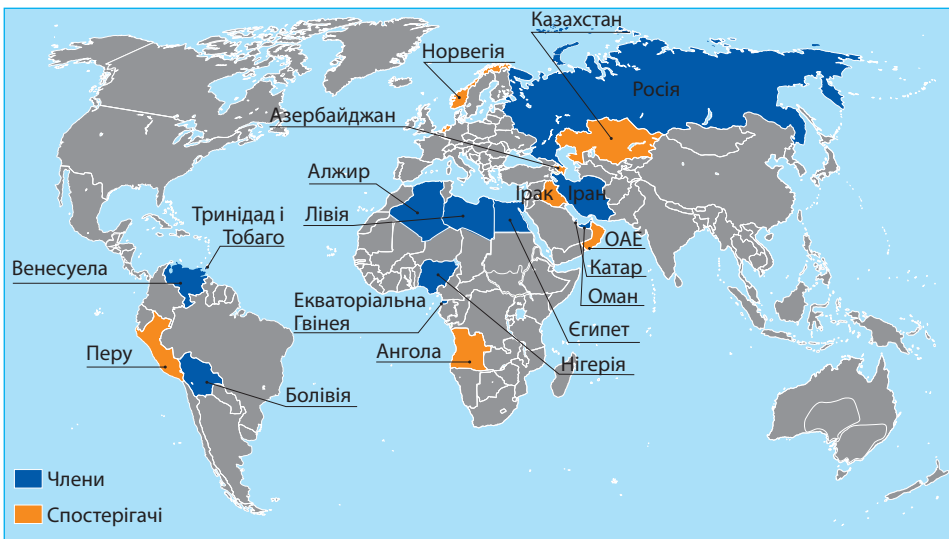 Казахстан
Норвегія
Росія
Азербайджан
Алжир
Ірак
Іран
Тринідад і
Тобаго
Лівія
ОАЕ
Венесуела
Катар
Екваторіальна
Гвінея
Оман
Єгипет
Перу
Ангола
Нігерія
Болівія
Члени
Спостерігачі